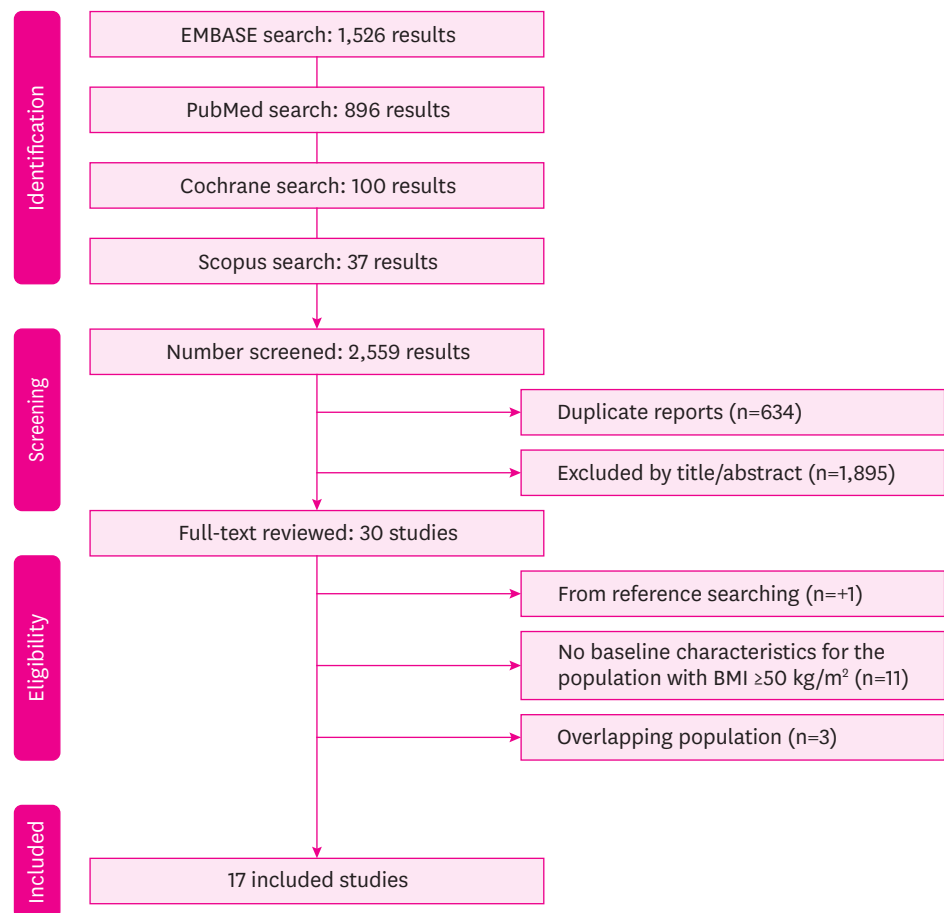 Identification
EMBASE search: 1,526 results
PubMed search: 896 results
Cochrane search: 100 results
Scopus search: 37 results
Screening
Number screened: 2,559 results
Duplicate reports (n=634)
Excluded by title/abstract (n=1,895)
Full-text reviewed: 30 studies
Eligibility
From reference searching (n=+1)
No baseline characteristics for the
population with BMI ≥50 kg/m² (n=11)
Overlapping population (n=3)
Included
17 included studies